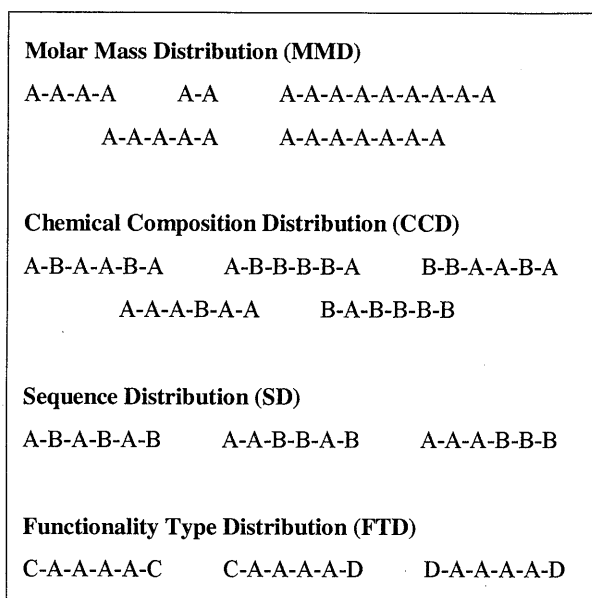 Molar Mass Distribution (MMD)
A-A-A-A A-A A-A-A-A-A-A-A-A-A
A-A-A-A-A A-A-A-A-A-A-A
Chemical Composition Distribution (CCD)
A-B-A-A-B-A A-B-B-B-B-A B-B-A-A-B-A
A-A-A-B-A-A B-A-B-B-B-B
Sequence Distribution (SD)
A-B-A-B-A-B A-A-B-B-A-B A-A-A-B-B-B
Functionality Type Distribution (FTD)
C-A-A-A-A-C C-A-A-A-A-D D-A-A-A-A-D